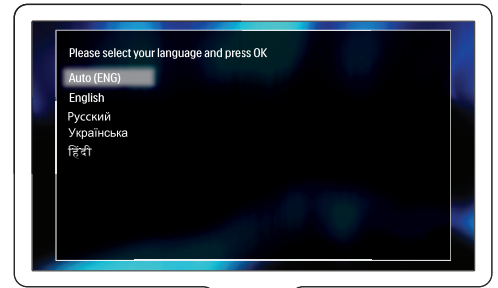 Please select your language and press OK
Auto (ENG)
English
Русский
Українська
हिंदी